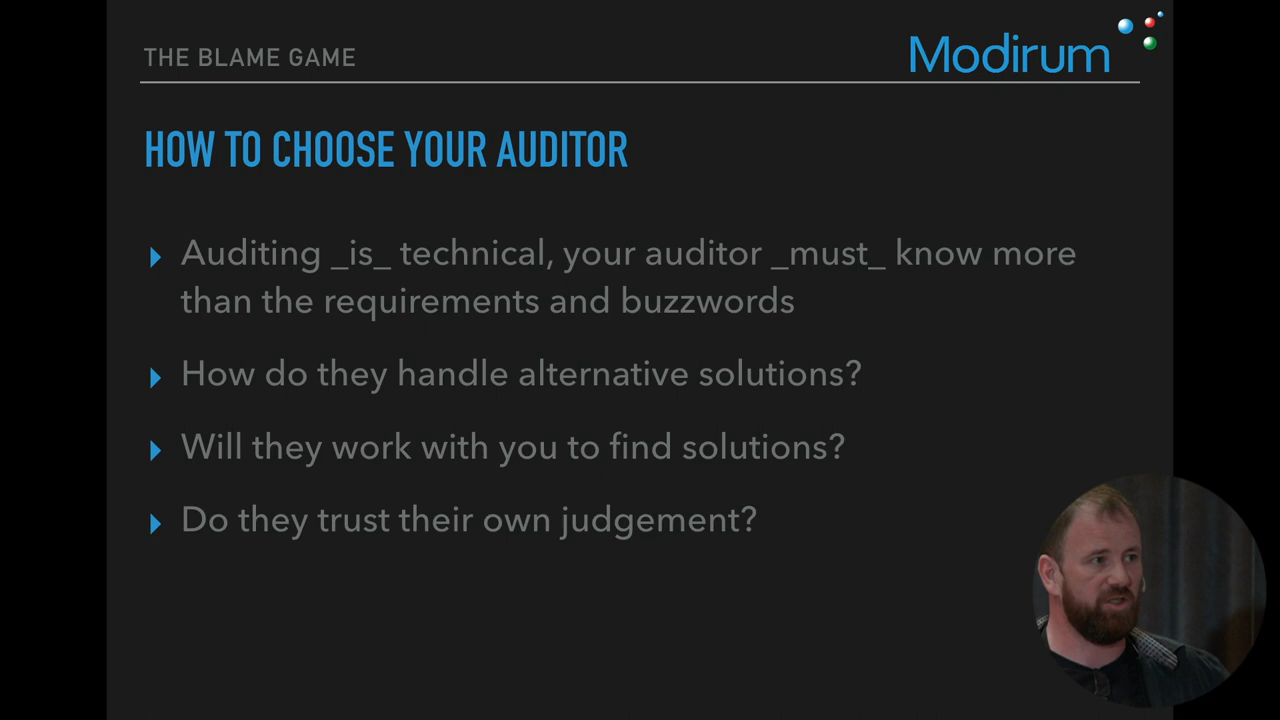 THE BLAME GAME
Modirum
HOW TO CHOOSE YOUR AUDITOR
Auditing _is_ technical, your auditor _must_ know more
than the requirements and buzzwords
How do they handle alternative solutions?
Will they work with you to find solutions?
Do they trust their own judgement?